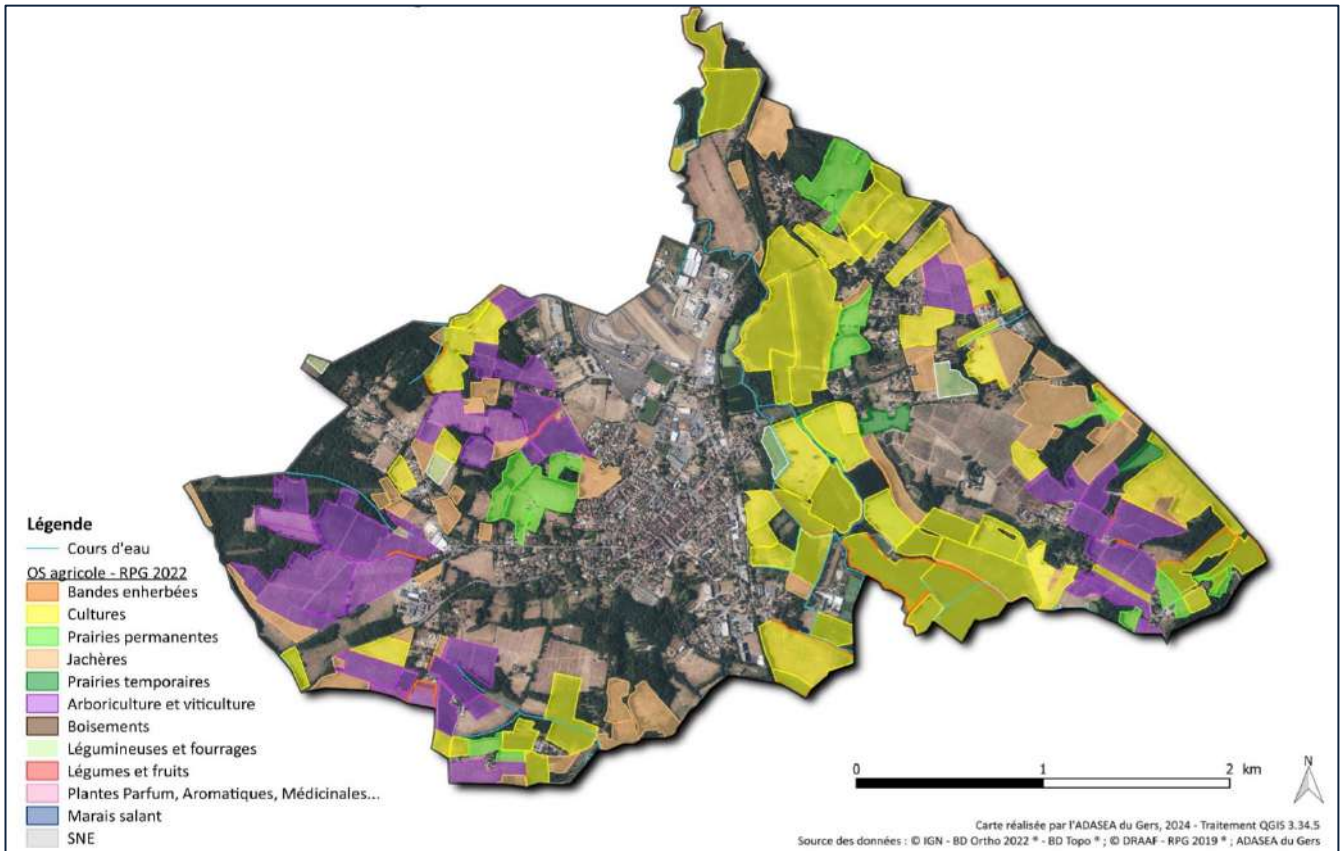 Légende
Cours d'eau
OS agricole - RPG 2022
Bandes enherbées
Cultures
Prairies permanentes
Jachères
Prairies temporaires
Arboriculture et viticulture
Boisements
Légumineuses et fourrages
Légumes et fruits
Plantes Parfum, Aromatiques, Médicinales...
Marais salant
SNE
0 1 2 km
N
Carte réalisée par l'ADASEA du Gers, 2024 - Traitement QGIS 3.34.5
Source des données : © IGN - BD Ortho 2022 ® - BD Topo ® ; © DRAAF - RPG 2019 ® ; ADASEA du Gers